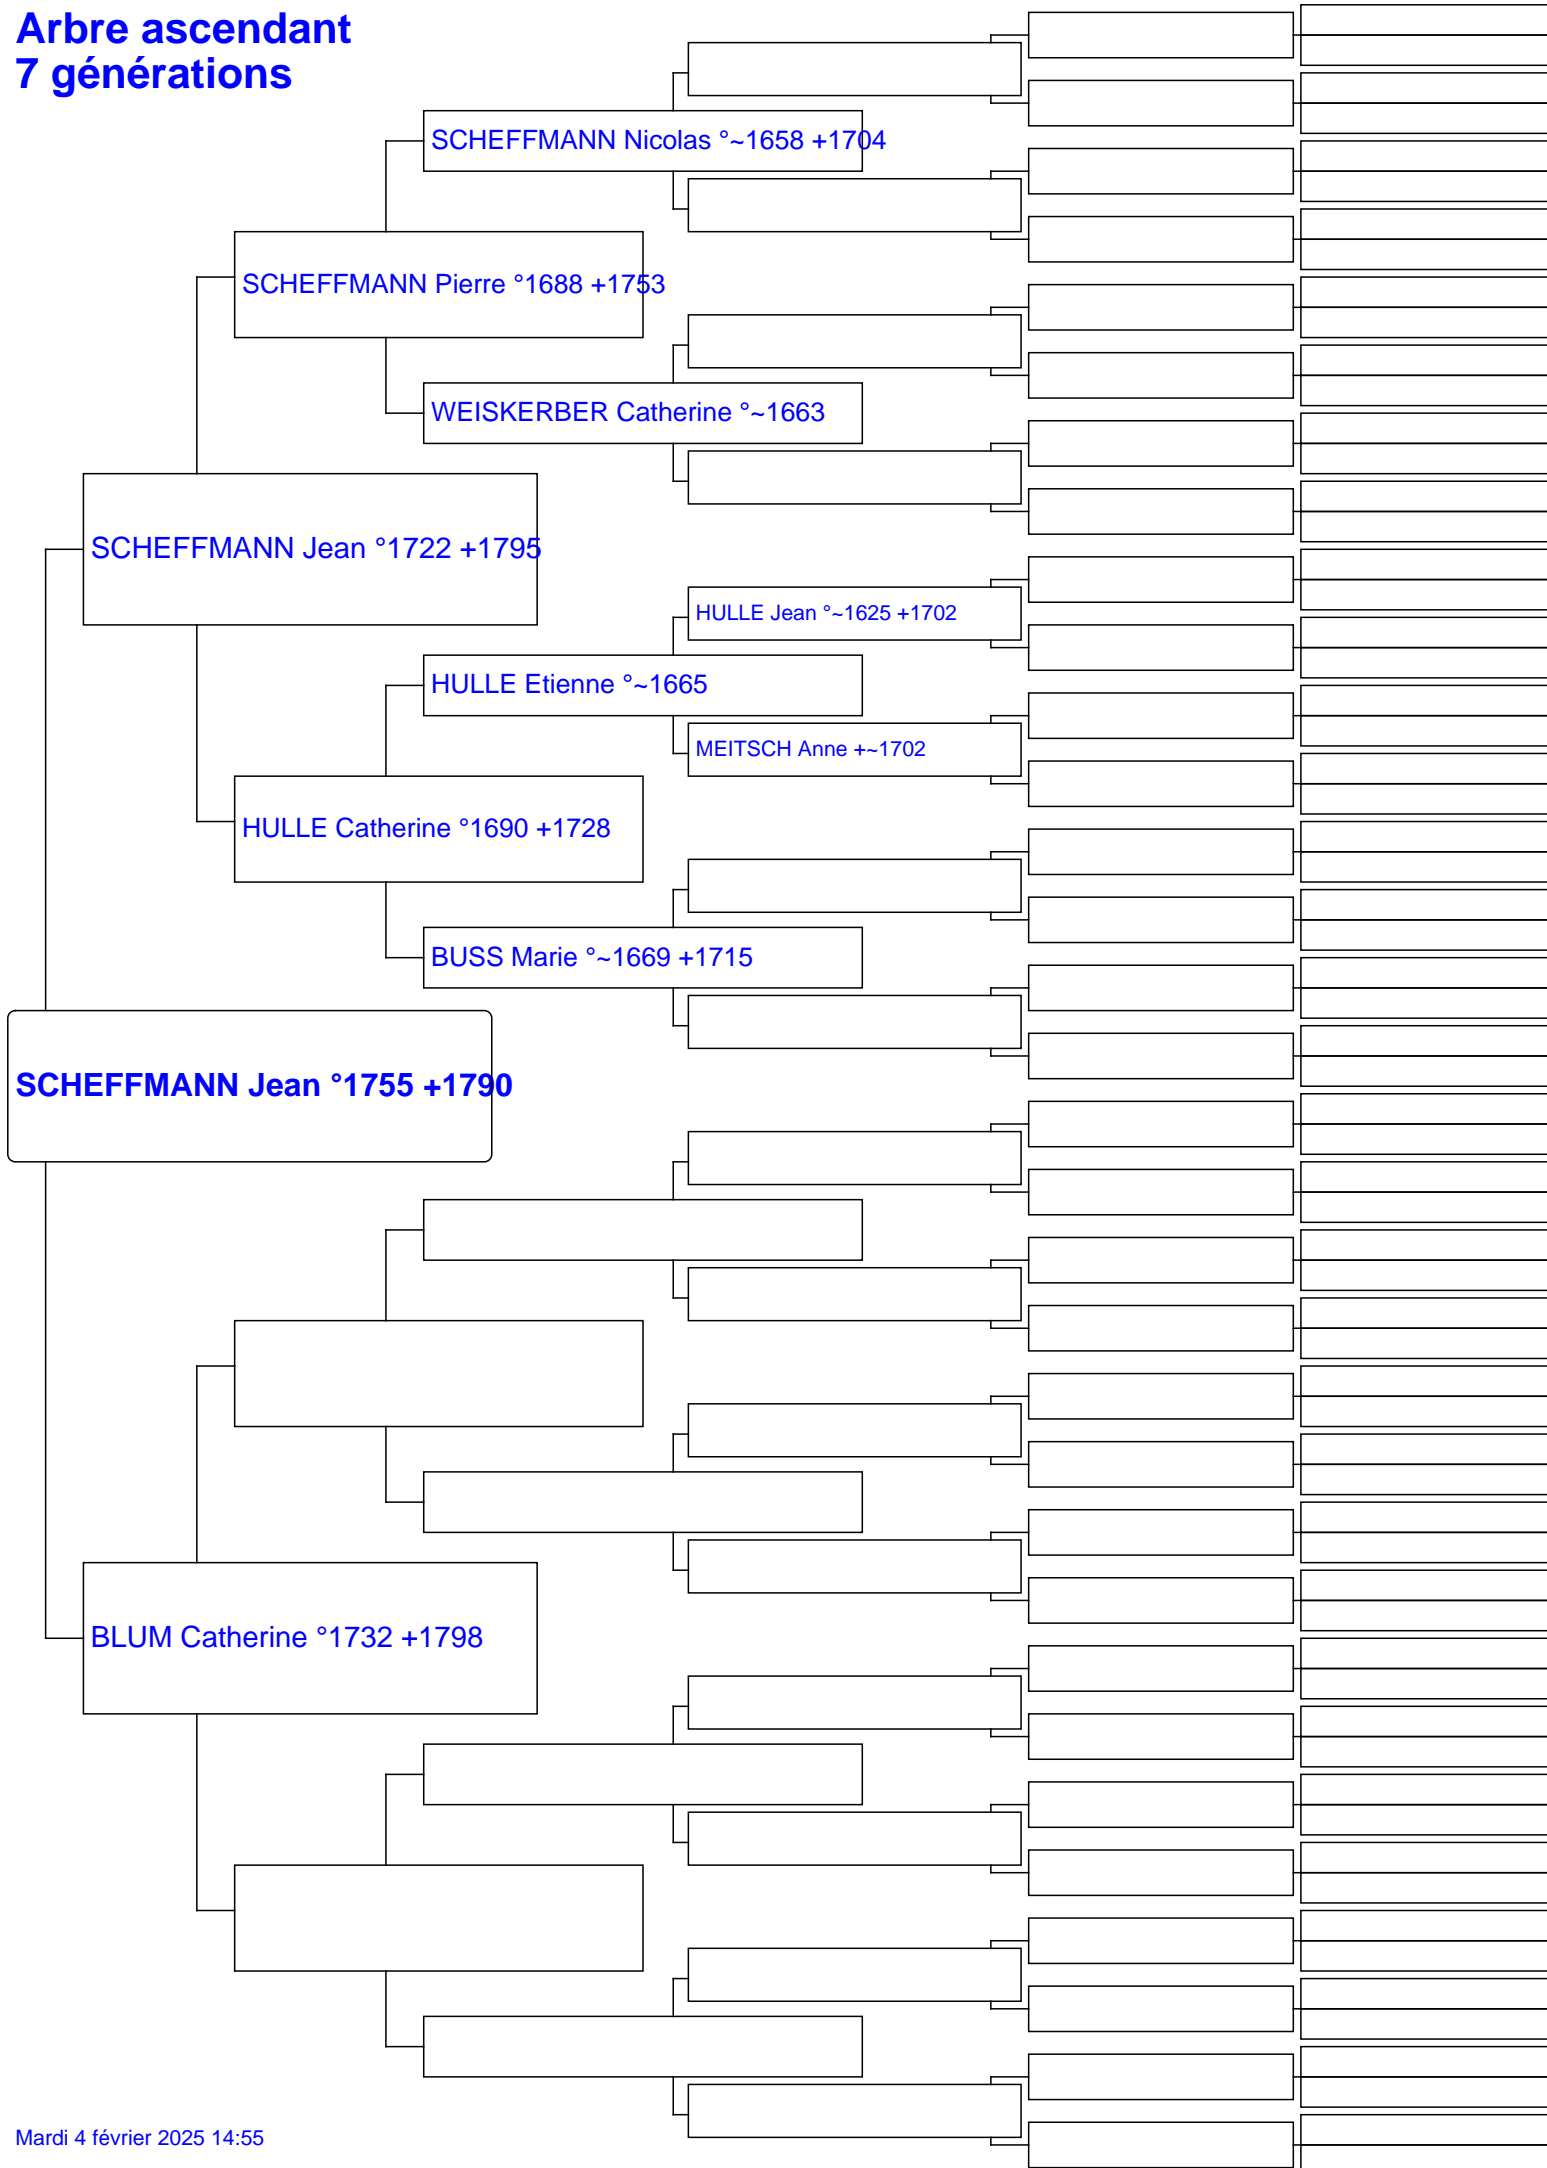 Arbre ascendant
7 générations
SCHEFFMANN Nicolas °~1658 +1704
SCHEFFMANN Pierre °1688 +1753
WEISKERBER Catherine °~1663
SCHEFFMANN Jean °1722 +1795
HULLE Jean °~1625 +1702
HULLE Etienne °~1665
MEITSCH Anne +~1702
HULLE Catherine °1690 +1728
BUSS Marie °~1669 +1715
SCHEFFMANN Jean °1755 +1790
BLUM Catherine °1732 +1798
Mardi 4 février 2025 14:55